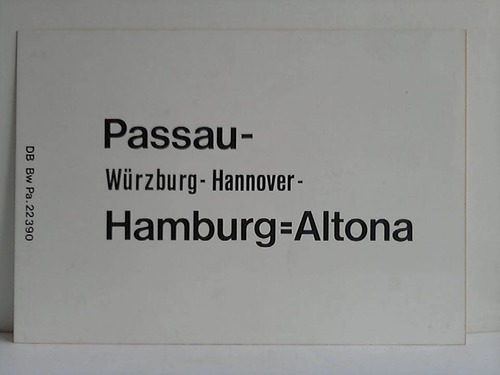 Passau-
Würzburg- Hannover-
Hamburg=Altona
DB Bw Pa. 22390